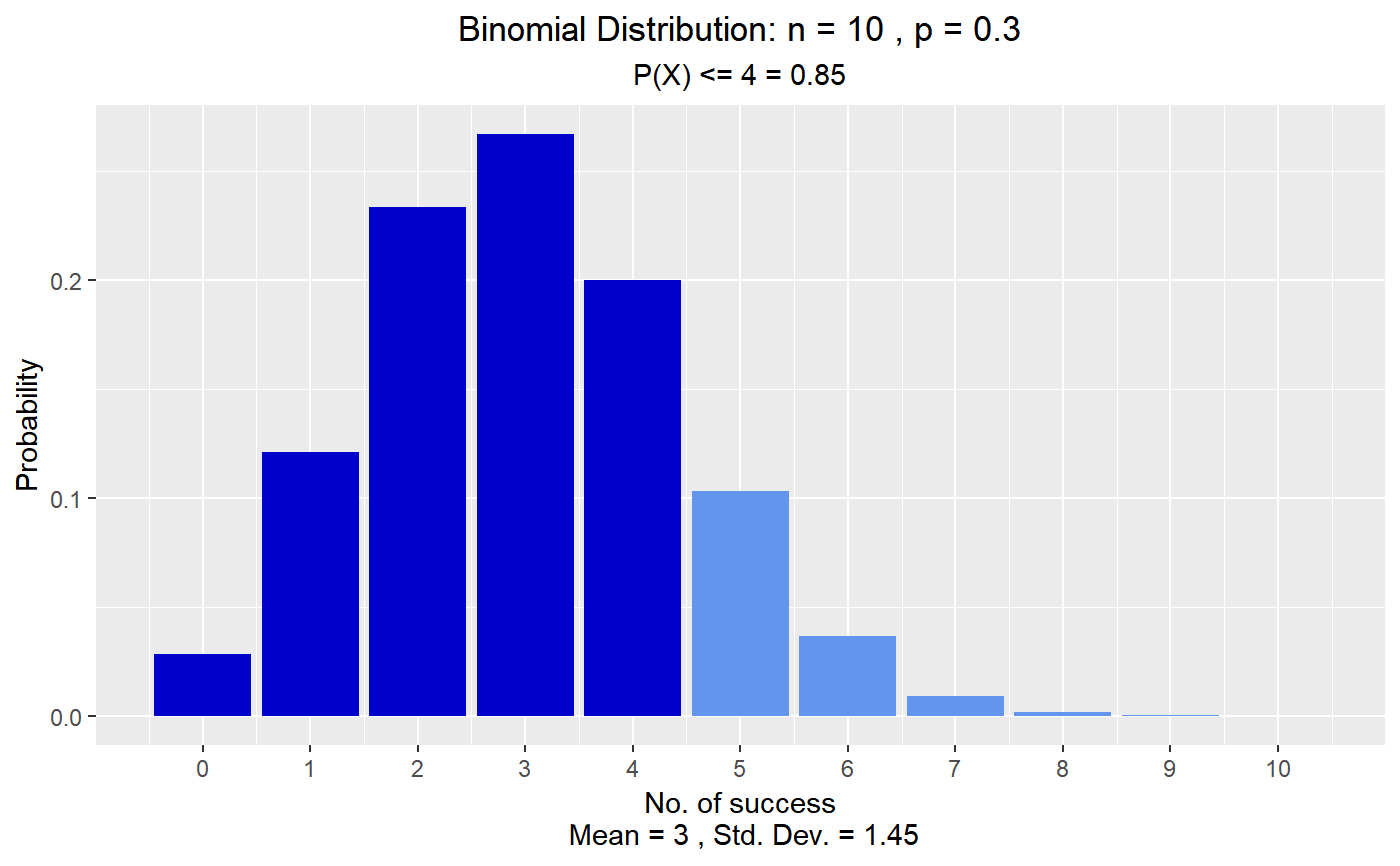 Binomial Distribution: n = 10 , p = 0.3
P(X) <= 4 = 0.85
Probability
0.2
0.1
0.0
0 1 2 3 4 5 6 7 8 9 10
No. of success
Mean = 3 , Std. Dev. = 1.45